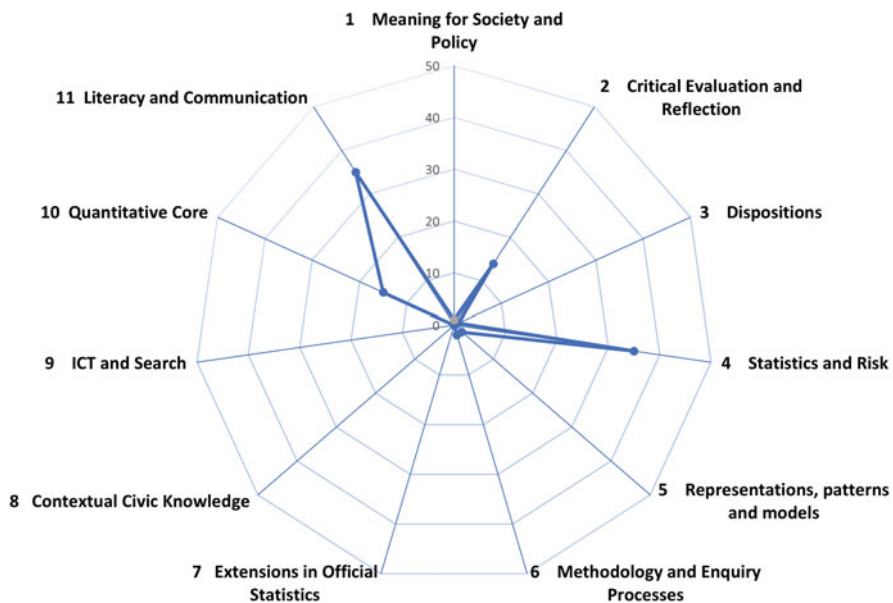 1 Meaning for Society and
Policy
2 Critical Evaluation and
Reflection
3 Dispositions
4 Statistics and Risk
5 Representations, patterns
and models
6 Methodology and Enquiry
Processes
7 Extensions in Official
Statistics
8 Contextual Civic Knowledge
9 ICT and Search
10 Quantitative Core
11 Literacy and Communication
50
40
30
20
10
0